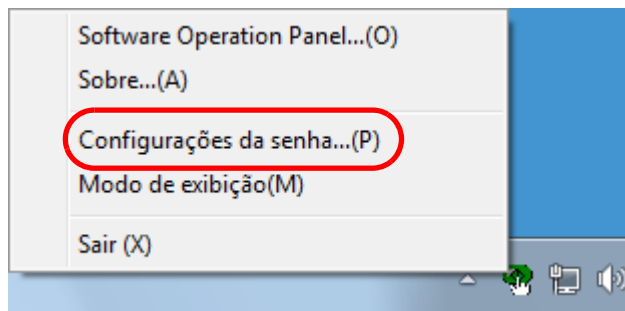 Software Operation Panel...(O)
Sobre...(A)
Configurações da senha...(P)
Modo de exibição(M)
Sair (X)